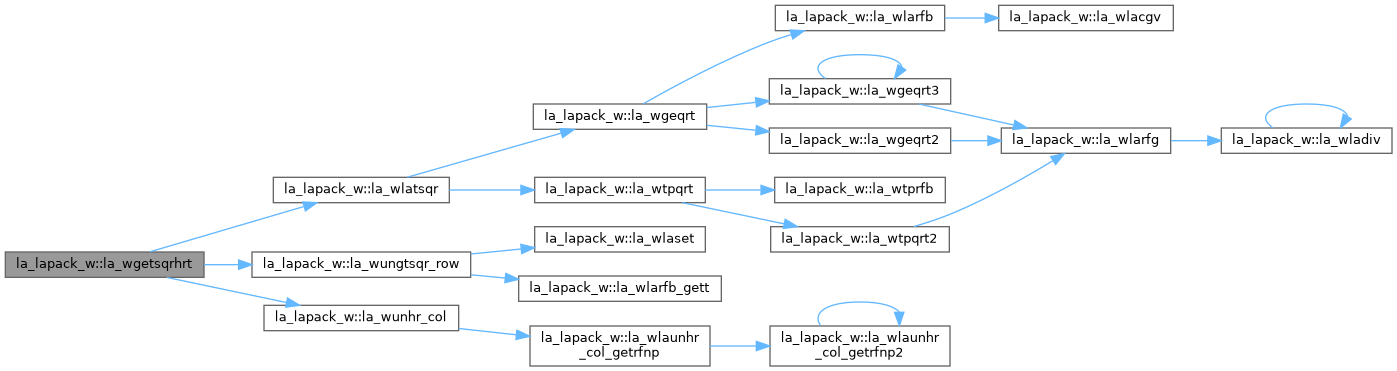 la_lapack_w::la_wlarfb
la_lapack_w::la_wlacgv
la_lapack_w::la_wgeqrt3
la_lapack_w::la_wgeqrt
la_lapack_w::la_wgeqrt2
la_lapack_w::la_wlarfg
la_lapack_w::la_wladiv
la_lapack_w::la_wlatsqr
la_lapack_w::la_wtpqrt
la_lapack_w::la_wtprfb
la_lapack_w::la_wlaset
la_lapack_w::la_wtpqrt2
la_lapack_w::la_wgetsqrhrt
la_lapack_w::la_wungtsqr_row
la_lapack_w::la_wlarfb_gett
la_lapack_w::la_wunhr_col
la_lapack_w::la_wlaunhr
_col_getrfnp
la_lapack_w::la_wlaunhr
_col_getrfnp2